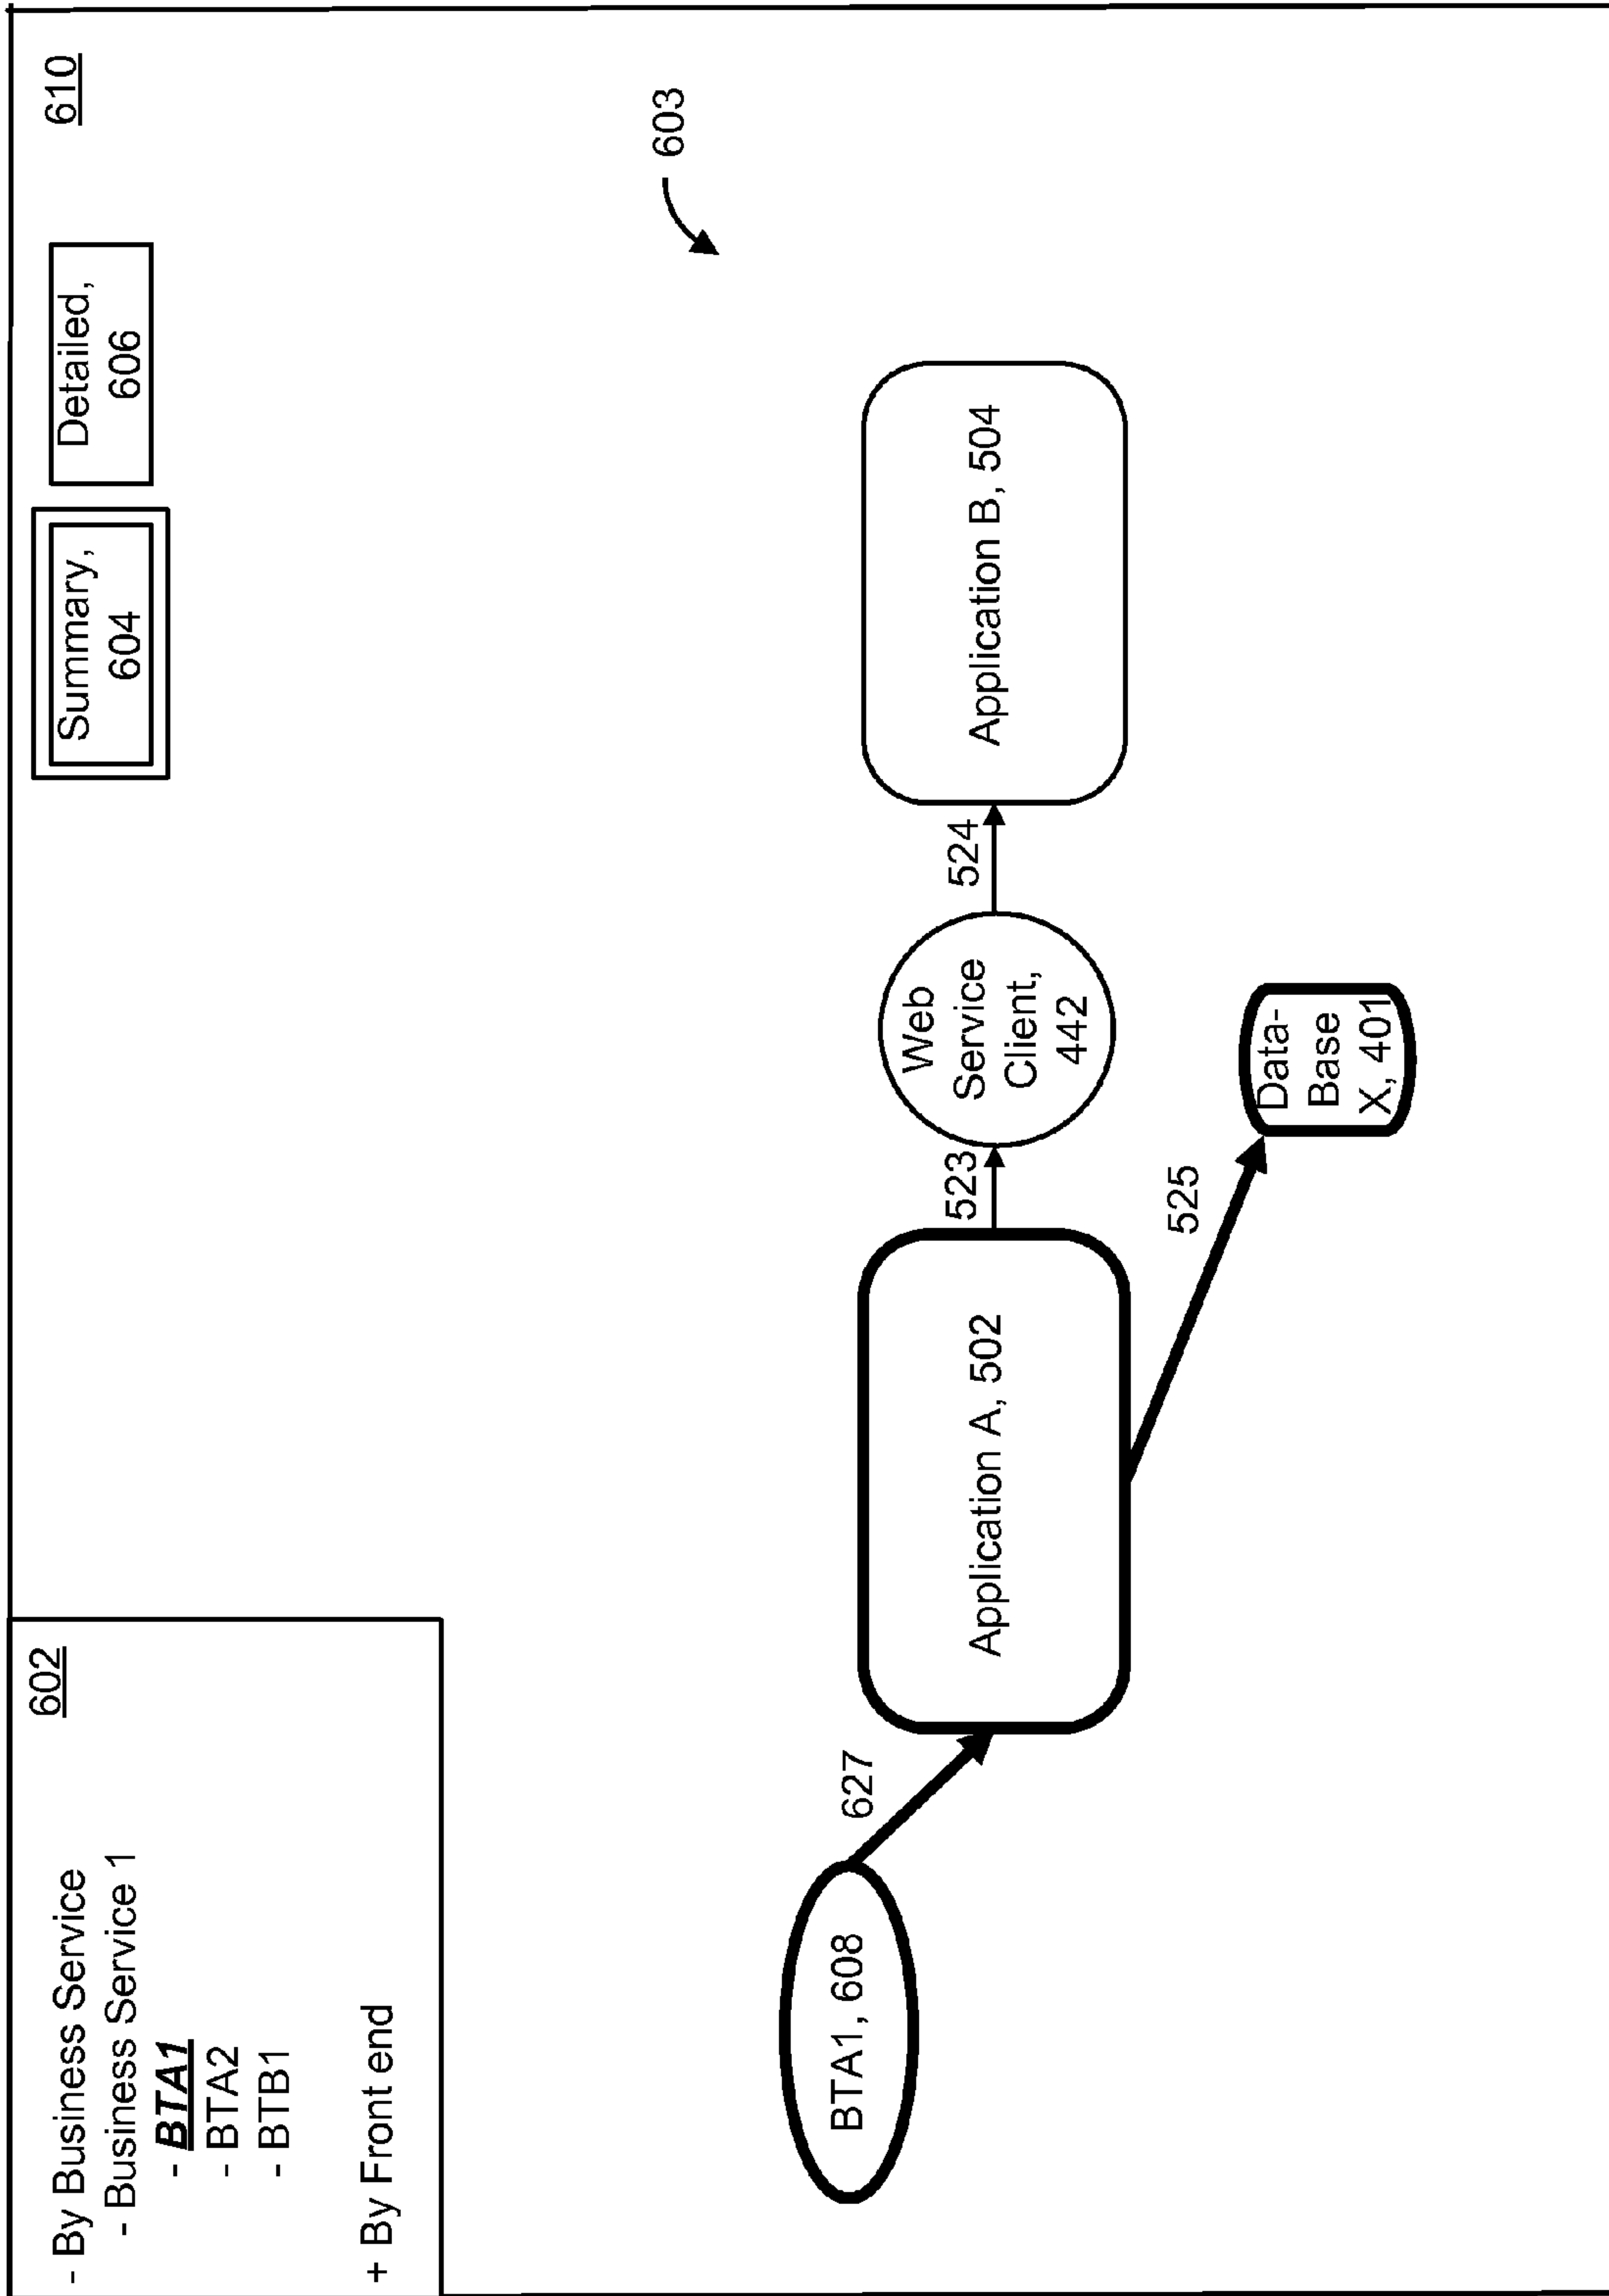 602
- By Business Service
- Business Service 1
- BTA1
- BTA2
- BTB1
+ By Front end
Summary,
604
Detailed,
606
610
603
BTA1, 608
627
Application A, 502
523
Web
Service
Client,
442
524
Application B, 504
525
Data-
Base
X, 401